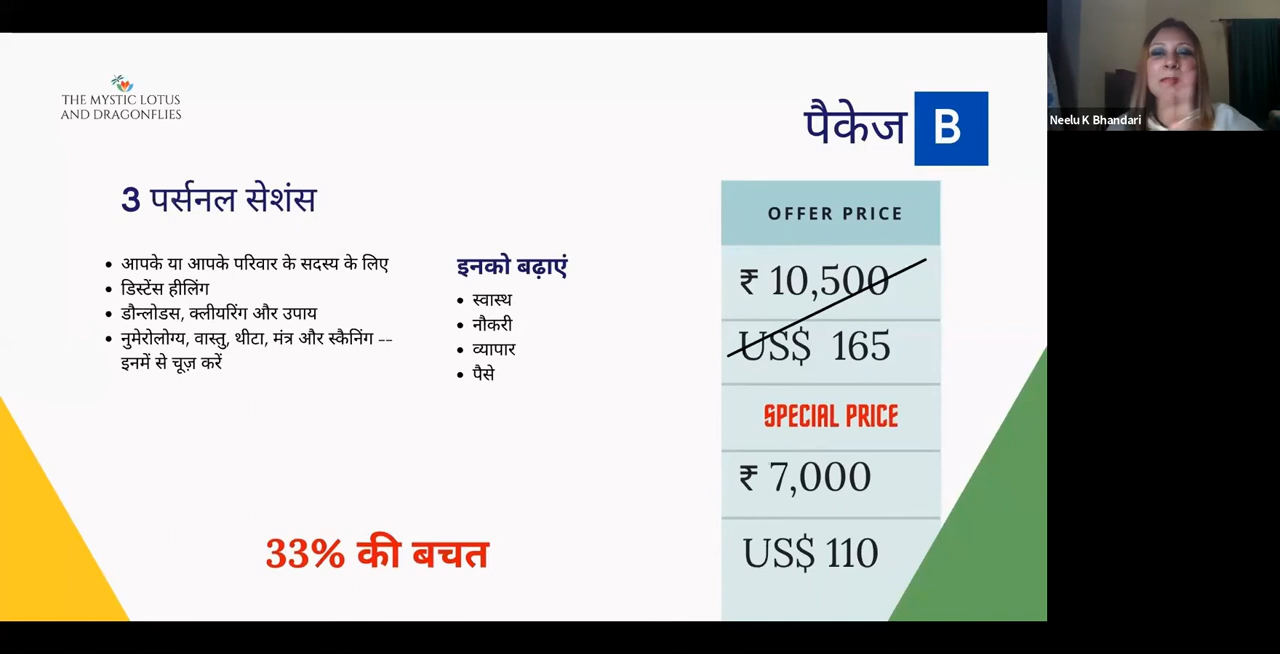 THE MYSTIC LOTUS
AND DRAGONFLIES
पैकेज B
3 पर्सनल सेशंस
• आपके या आपके परिवार के सदस्य के लिए
• डिस्टेंस हीलिंग
• डौन्लोडस, क्लीयरिंग और उपाय
• नुमेरोलोग्य, वास्तु, थीटा, मंत्र और स्कैनिंग --
इनमें से चूज़ करें
इनको बढ़ाएं
• स्वास्थ
• नौकरी
• व्यापार
• पैसे
33% की बचत
OFFER PRICE
₹ 10,500
US$ 165
SPECIAL PRICE
₹ 7,000
US$ 110
Neelu K Bhandari